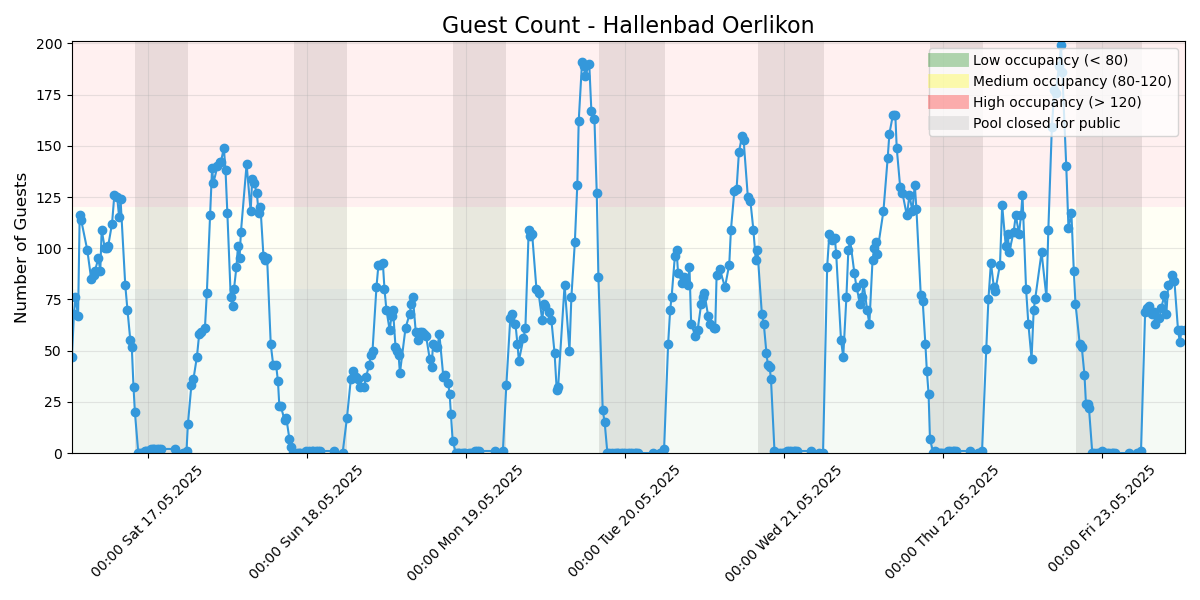 Guest Count - Hallenbad Oerlikon
Number of Guests
200
175
150
125
100
75
50
25
0
Low occupancy (< 80)
Medium occupancy (80-120)
High occupancy (> 120)
Pool closed for public
00:00 Sat 17.05.2025
00:00 Sun 18.05.2025
00:00 Mon 19.05.2025
00:00 Tue 20.05.2025
00:00 Wed 21.05.2025
00:00 Thu 22.05.2025
00:00 Fri 23.05.2025